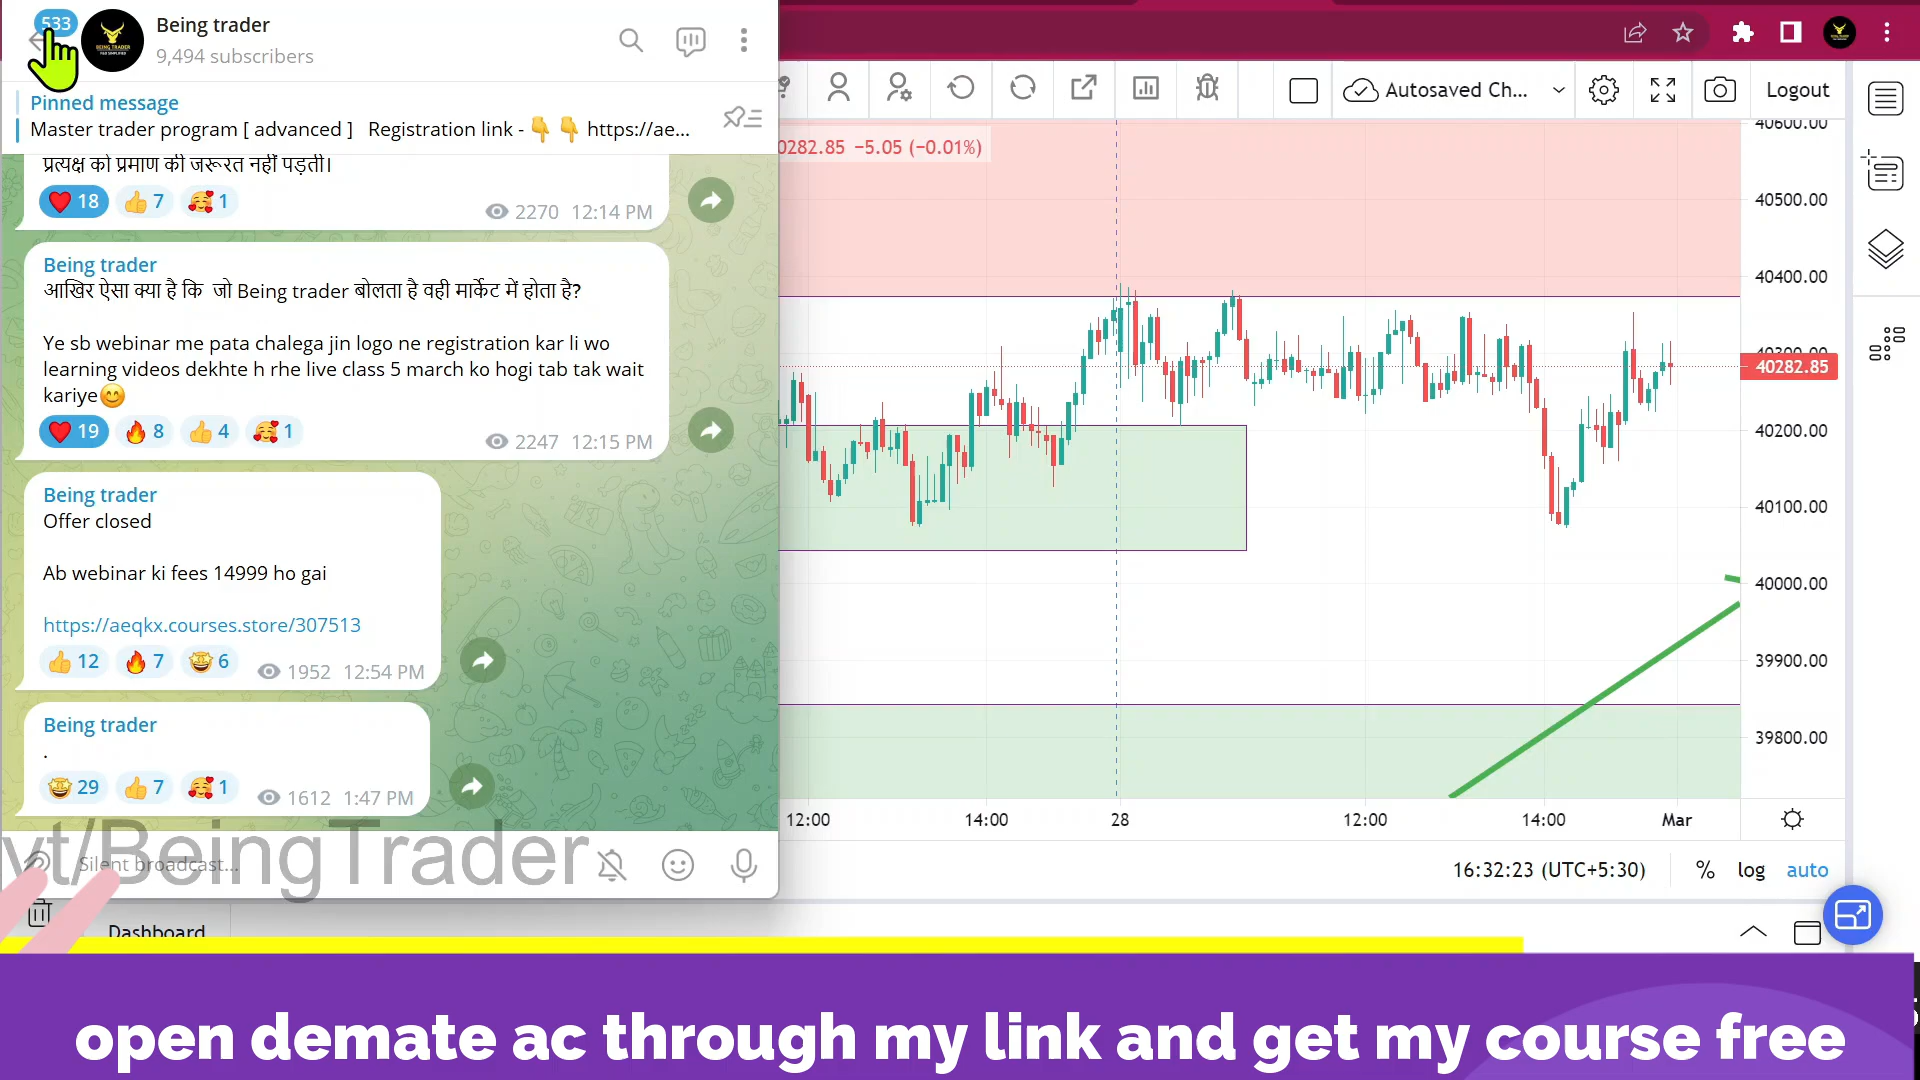 533
Being trader
9,494 subscribers
BEING TRADER
Pinned message
Master trader program [ advanced ] Registration link - 👇 👇 https://ae...
प्रत्यक्ष को प्रमाण की जरूरत नहीं पड़ती।
❤️ 18 👍 7 🥰 1
2270 12:14 PM
Being trader
आखिर ऐसा क्या है कि जो Being trader बोलता है वही मार्केट में होता है?
Ye sb webinar me pata chalega jin logo ne registration kar li wo
learning videos dekhte h rhe live class 5 march ko hogi tab tak wait
kariye😊
❤️ 19 🔥 8 👍 4 🥰 1
2247 12:15 PM
Being trader
Offer closed
Ab webinar ki fees 14999 ho gai
https://aeqkx.courses.store/307513
👍 12 🔥 7 🤩 6 1952 12:54 PM
Being trader
.
🤩 29 👍 7 🥰 1 1612 1:47 PM
Silent broadcast...
yt/BeingTrader
Dashboard
Autosaved Ch...
Logout
0282.85 −5.05 (−0.01%)
40600.00
40500.00
40400.00
40300.00
40282.85
40200.00
40100.00
40000.00
39900.00
39800.00
12:00 14:00 28 12:00 14:00 Mar
16:32:23 (UTC+5:30) % log auto
open demate ac through my link and get my course free